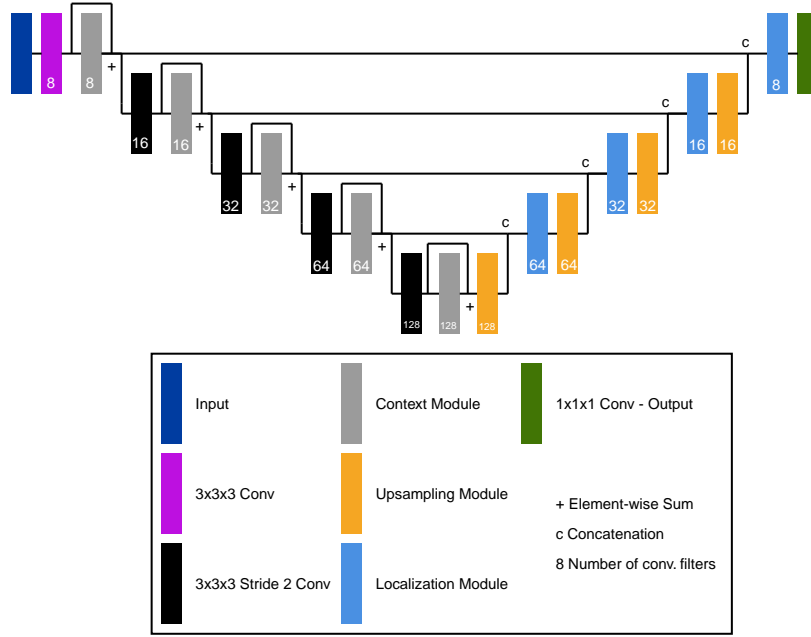 c
8 8 + 8
c
16 16 + 16 16
c
32 32 + 32 32
c
64 64 + 64 64
128 128 + 128
Input Context Module 1x1x1 Conv - Output
3x3x3 Conv Upsampling Module + Element-wise Sum
c Concatenation
3x3x3 Stride 2 Conv Localization Module 8 Number of conv. filters